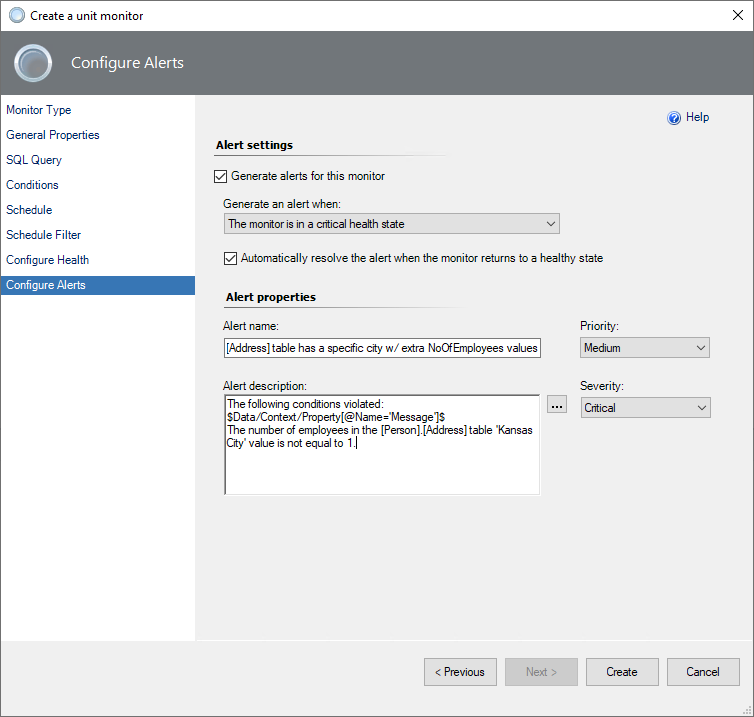 Create a unit monitor
Configure Alerts
Monitor Type
General Properties
SQL Query
Conditions
Schedule
Schedule Filter
Configure Health
Configure Alerts
Help
Alert settings
Generate alerts for this monitor
Generate an alert when:
The monitor is in a critical health state
Automatically resolve the alert when the monitor returns to a healthy state
Alert properties
Alert name:
[Address] table has a specific city w/ extra NoOfEmployees values
Priority:
Medium
Alert description:
The following conditions violated:
$Data/Context/Property[@Name='Message']$
The number of employees in the [Person].[Address] table 'Kansas
City' value is not equal to 1.
...
Severity:
Critical
< Previous
Next >
Create
Cancel